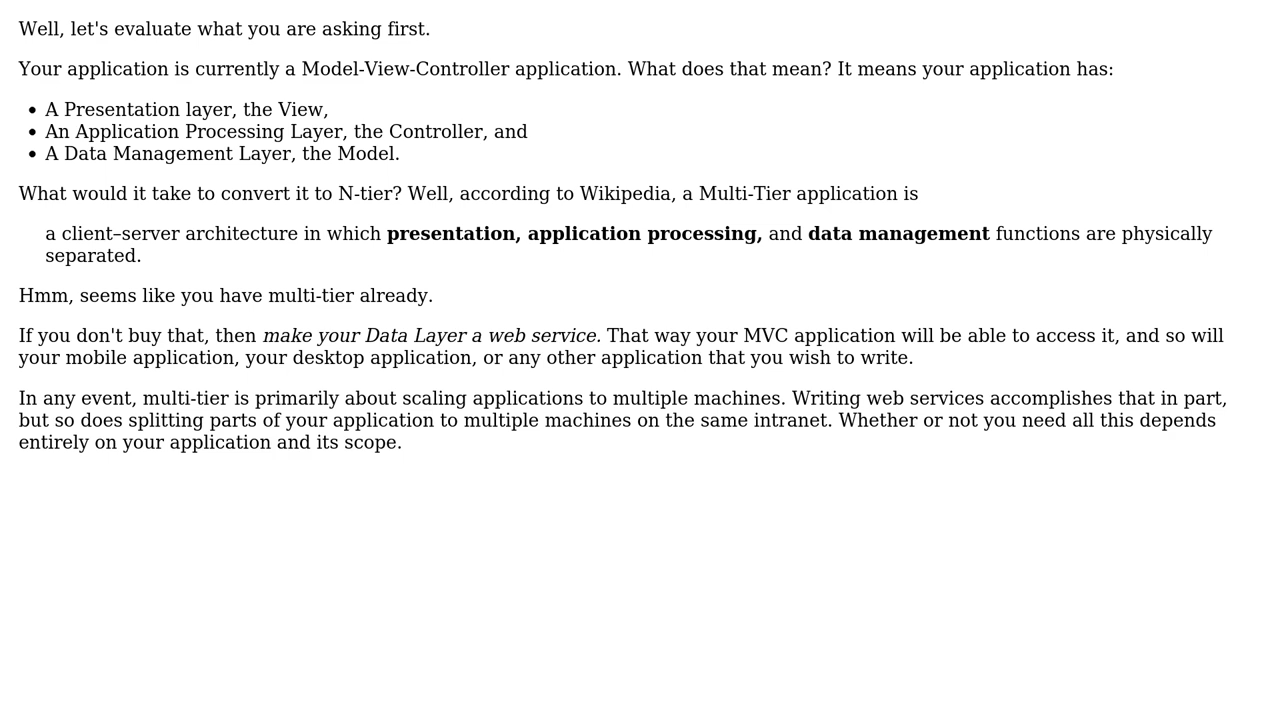 Well, let's evaluate what you are asking first.
Your application is currently a Model-View-Controller application. What does that mean? It means your application has:
• A Presentation layer, the View,
• An Application Processing Layer, the Controller, and
• A Data Management Layer, the Model.
What would it take to convert it to N-tier? Well, according to Wikipedia, a Multi-Tier application is
a client–server architecture in which presentation, application processing, and data management functions are physically
separated.
Hmm, seems like you have multi-tier already.
If you don't buy that, then make your Data Layer a web service. That way your MVC application will be able to access it, and so will
your mobile application, your desktop application, or any other application that you wish to write.
In any event, multi-tier is primarily about scaling applications to multiple machines. Writing web services accomplishes that in part,
but so does splitting parts of your application to multiple machines on the same intranet. Whether or not you need all this depends
entirely on your application and its scope.